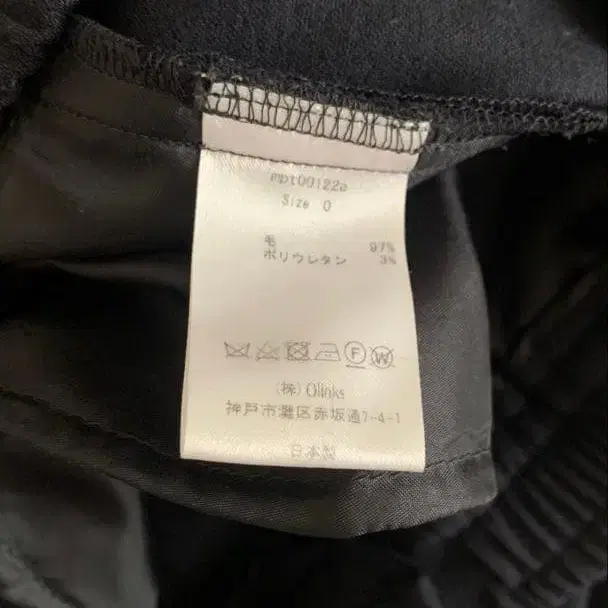 mpt00122a
Size 0
毛 97%
ポリウレタン 3%
F W
(株) Olinks
神戸市灘区赤坂通7-4-1
日本製